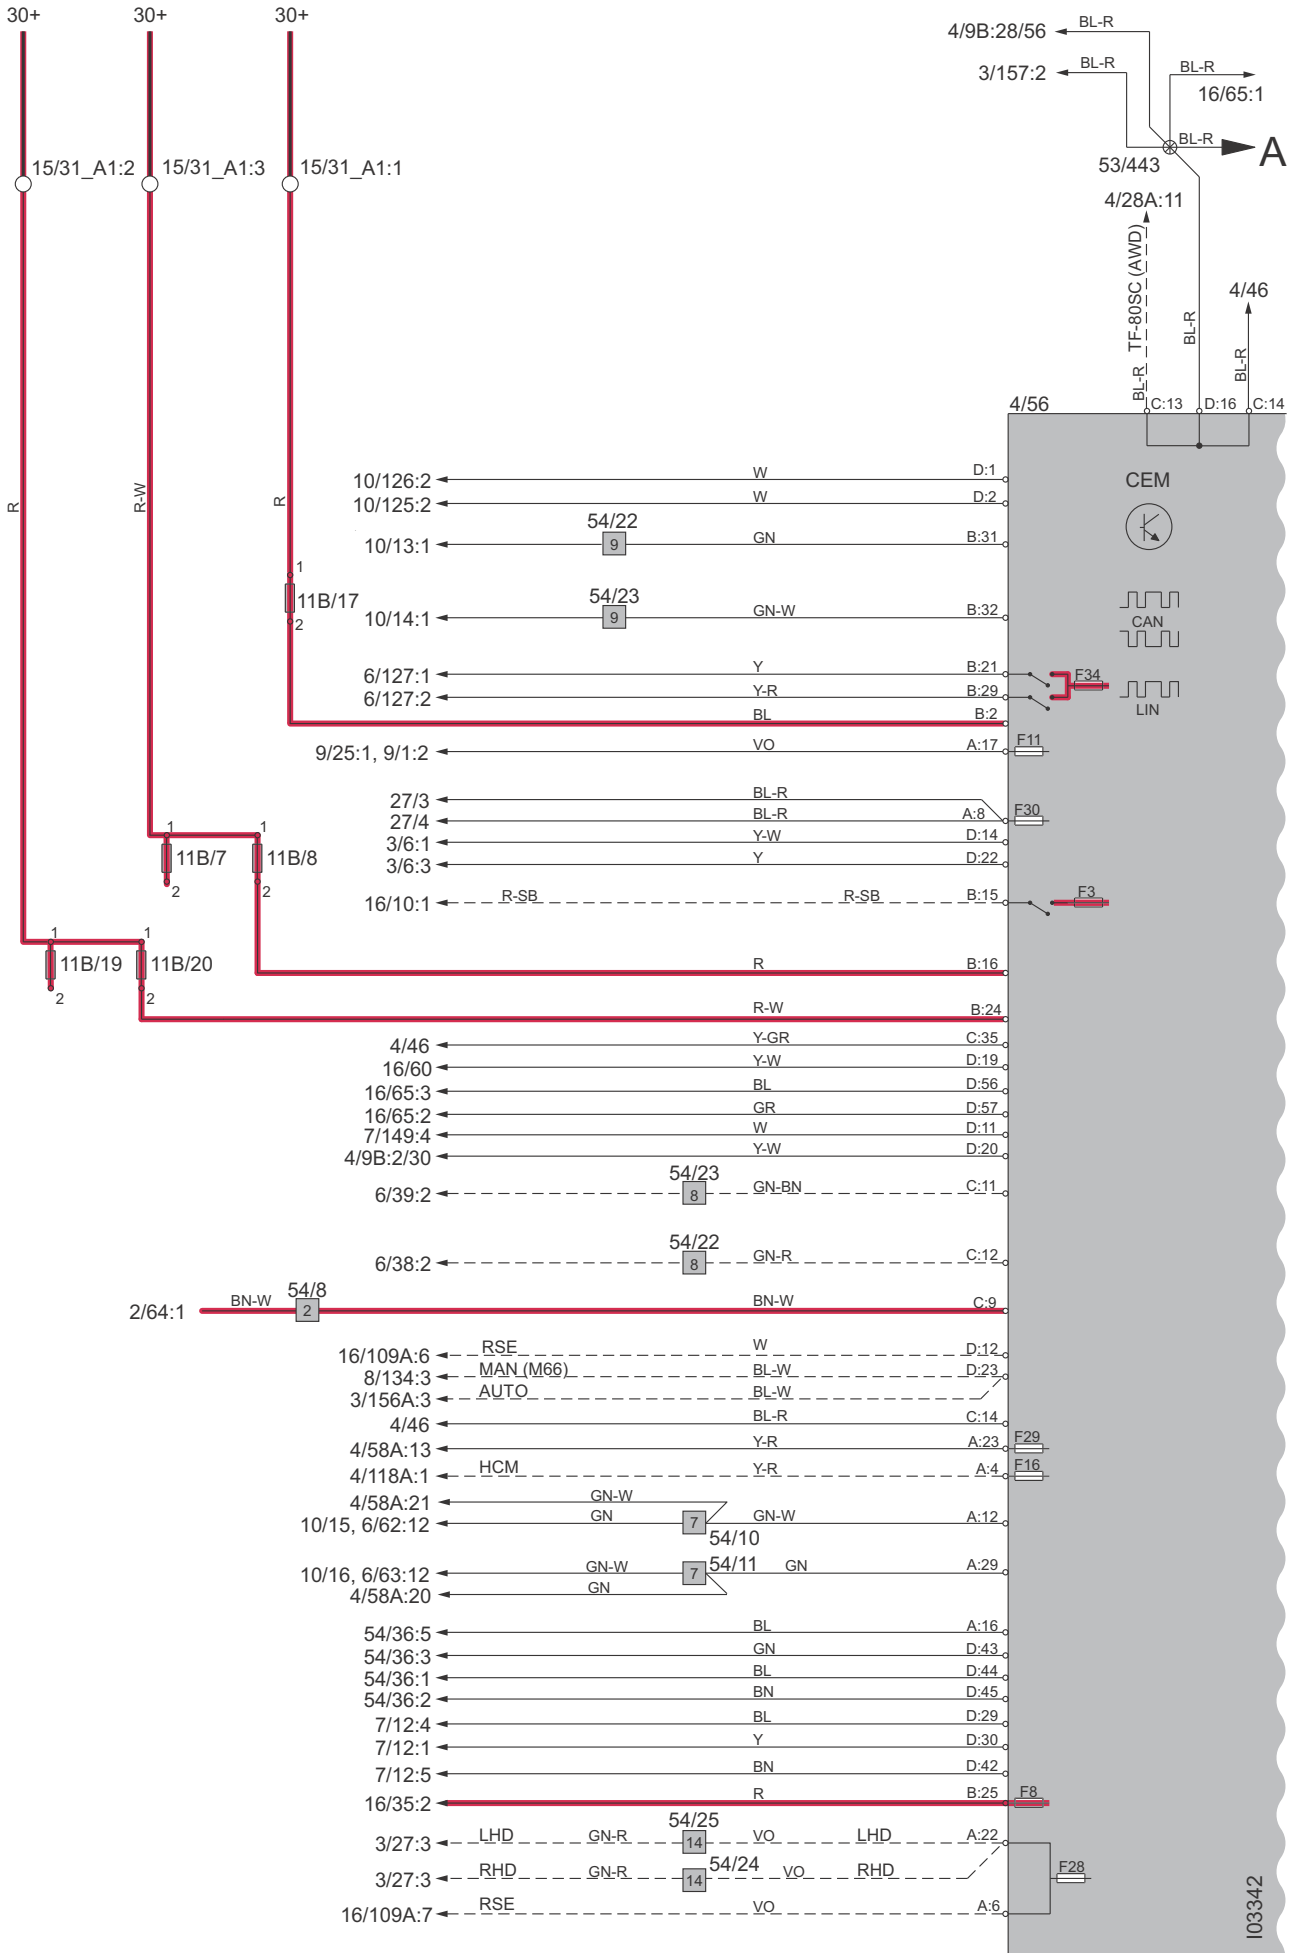 30+ 30+ 30+
4/9B:28/56 BL-R
3/157:2 BL-R BL-R
16/65:1
15/31_A1:2 15/31_A1:3 15/31_A1:1 BL-R A
53/443
4/28A:11
TF-80SC (AWD)
4/46
BL-R BL-R BL-R
4/56 C:13 D:16 C:14
10/126:2 W D:1
CEM
R R-W R
10/125:2 W D:2
54/22
10/13:1 9 GN B:31
1
11B/17
2
54/23
10/14:1 9 GN-W B:32
CAN
6/127:1 Y B:21 F34
6/127:2 Y-R B:29
LIN
BL B:2
9/25:1, 9/1:2 VO A:17 F11
27/3 BL-R
27/4 BL-R A:8 F30
1 1
3/6:1 Y-W D:14
11B/7 11B/8
3/6:3 Y D:22
2 2
16/10:1 R-SB R-SB B:15 F3
1 1
11B/19 11B/20 R B:16
2 2
R-W B:24
4/46 Y-GR C:35
16/60 Y-W D:19
16/65:3 BL D:56
16/65:2 GR D:57
7/149:4 W D:11
4/9B:2/30 Y-W D:20
54/23
6/39:2 8 GN-BN C:11
54/22
6/38:2 8 GN-R C:12
54/8
2/64:1 BN-W 2 BN-W C:9
16/109A:6 RSE W D:12
8/134:3 MAN (M66) BL-W D:23
3/156A:3 AUTO BL-W
4/46 BL-R C:14
4/58A:13 Y-R A:23 F29
4/118A:1 HCM Y-R A:4 F16
4/58A:21 GN-W
10/15, 6/62:12 GN 7 GN-W A:12
54/10
10/16, 6/63:12 GN-W 7 54/11 GN A:29
4/58A:20 GN
54/36:5 BL A:16
54/36:3 GN D:43
54/36:1 BL D:44
54/36:2 BN D:45
7/12:4 BL D:29
7/12:1 Y D:30
7/12:5 BN D:42
16/35:2 R B:25 F8
54/25
3/27:3 LHD GN-R 14 VO LHD A:22
54/24
3/27:3 RHD GN-R 14 VO RHD F28
16/109A:7 RSE VO A:6
I03342